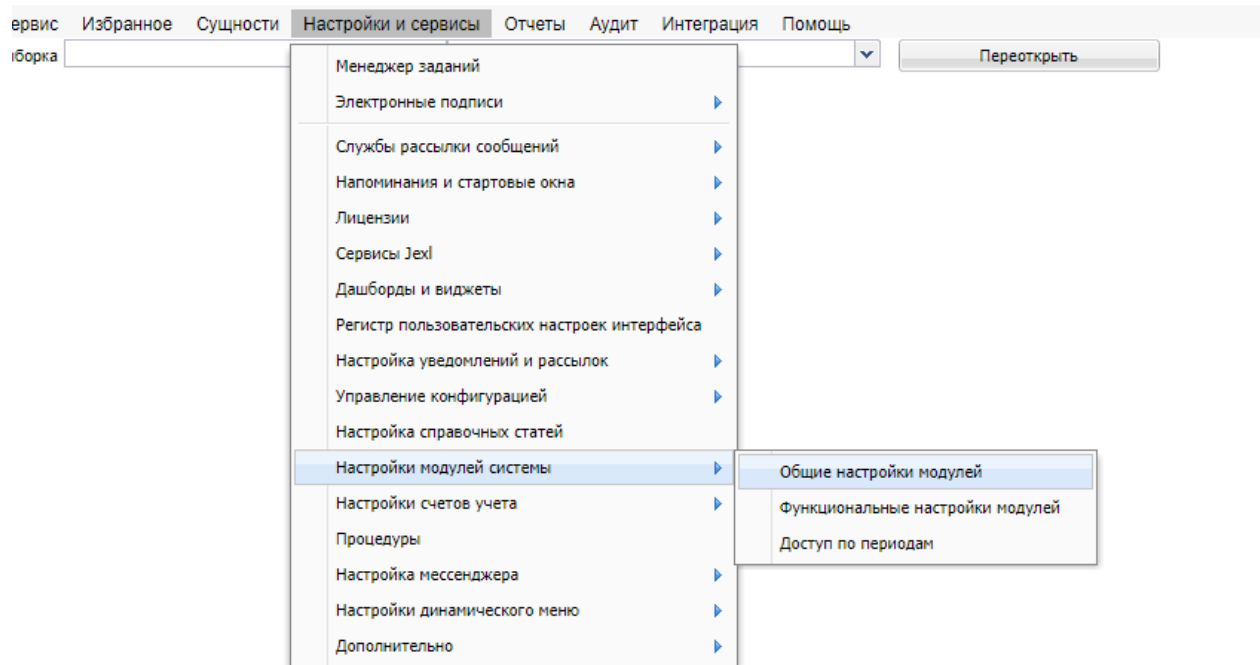 ервис Избранное Сущности Настройки и сервисы Отчеты Аудит Интеграция Помощь
борка Переоткрыть
Менеджер заданий
Электронные подписи
Службы рассылки сообщений
Напоминания и стартовые окна
Лицензии
Сервисы Jexl
Дашборды и виджеты
Регистр пользовательских настроек интерфейса
Настройка уведомлений и рассылок
Управление конфигурацией
Настройка справочных статей
Настройки модулей системы
Общие настройки модулей
Настройки счетов учета
Функциональные настройки модулей
Процедуры
Доступ по периодам
Настройка мессенджера
Настройки динамического меню
Дополнительно